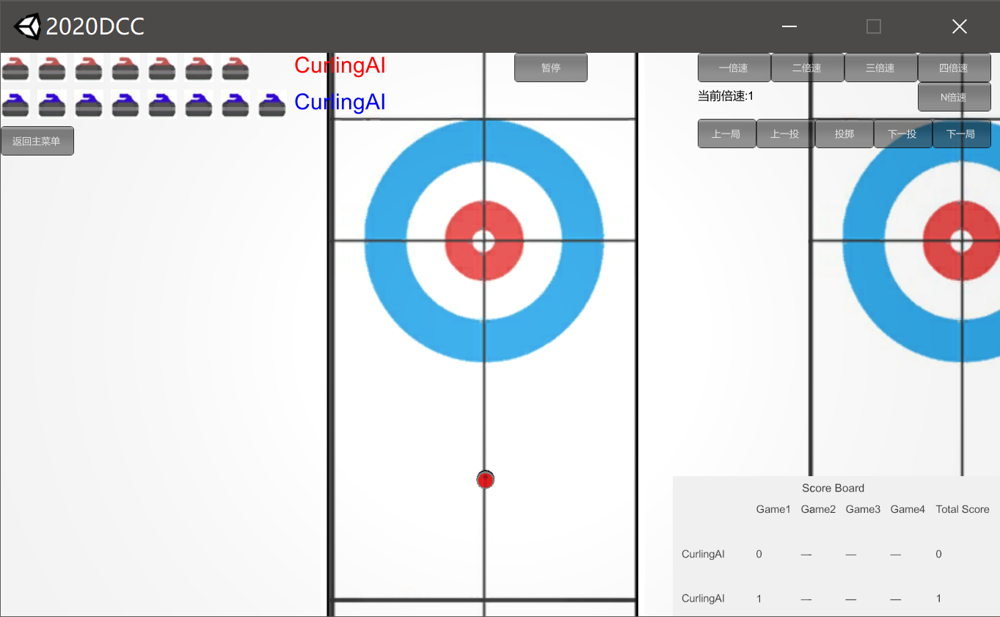 2020DCC
CurlingAI
暂停
一倍速 二倍速 三倍速 四倍速
CurlingAI
当前倍速:1
N倍速
返回主菜单
上一局 上一投 投掷 下一投 下一局
Score Board
Game1 Game2 Game3 Game4 Total Score
CurlingAI 0 — — — 0
CurlingAI 1 — — — 1